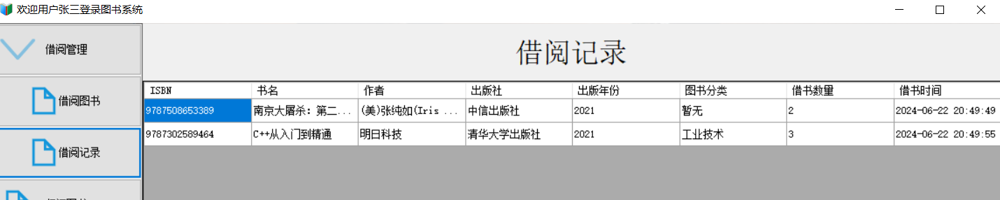 欢迎用户张三登录图书系统
借阅管理
借阅图书
借阅记录
借阅记录
ISBN 书名 作者 出版社 出版年份 图书分类 借书数量 借书时间
9787508653389 南京大屠杀：第二... (美)张纯如(Iris ... 中信出版社 2021 暂无 2 2024-06-22 20:49:49
9787302589464 C++从入门到精通 明日科技 清华大学出版社 2021 工业技术 3 2024-06-22 20:49:55